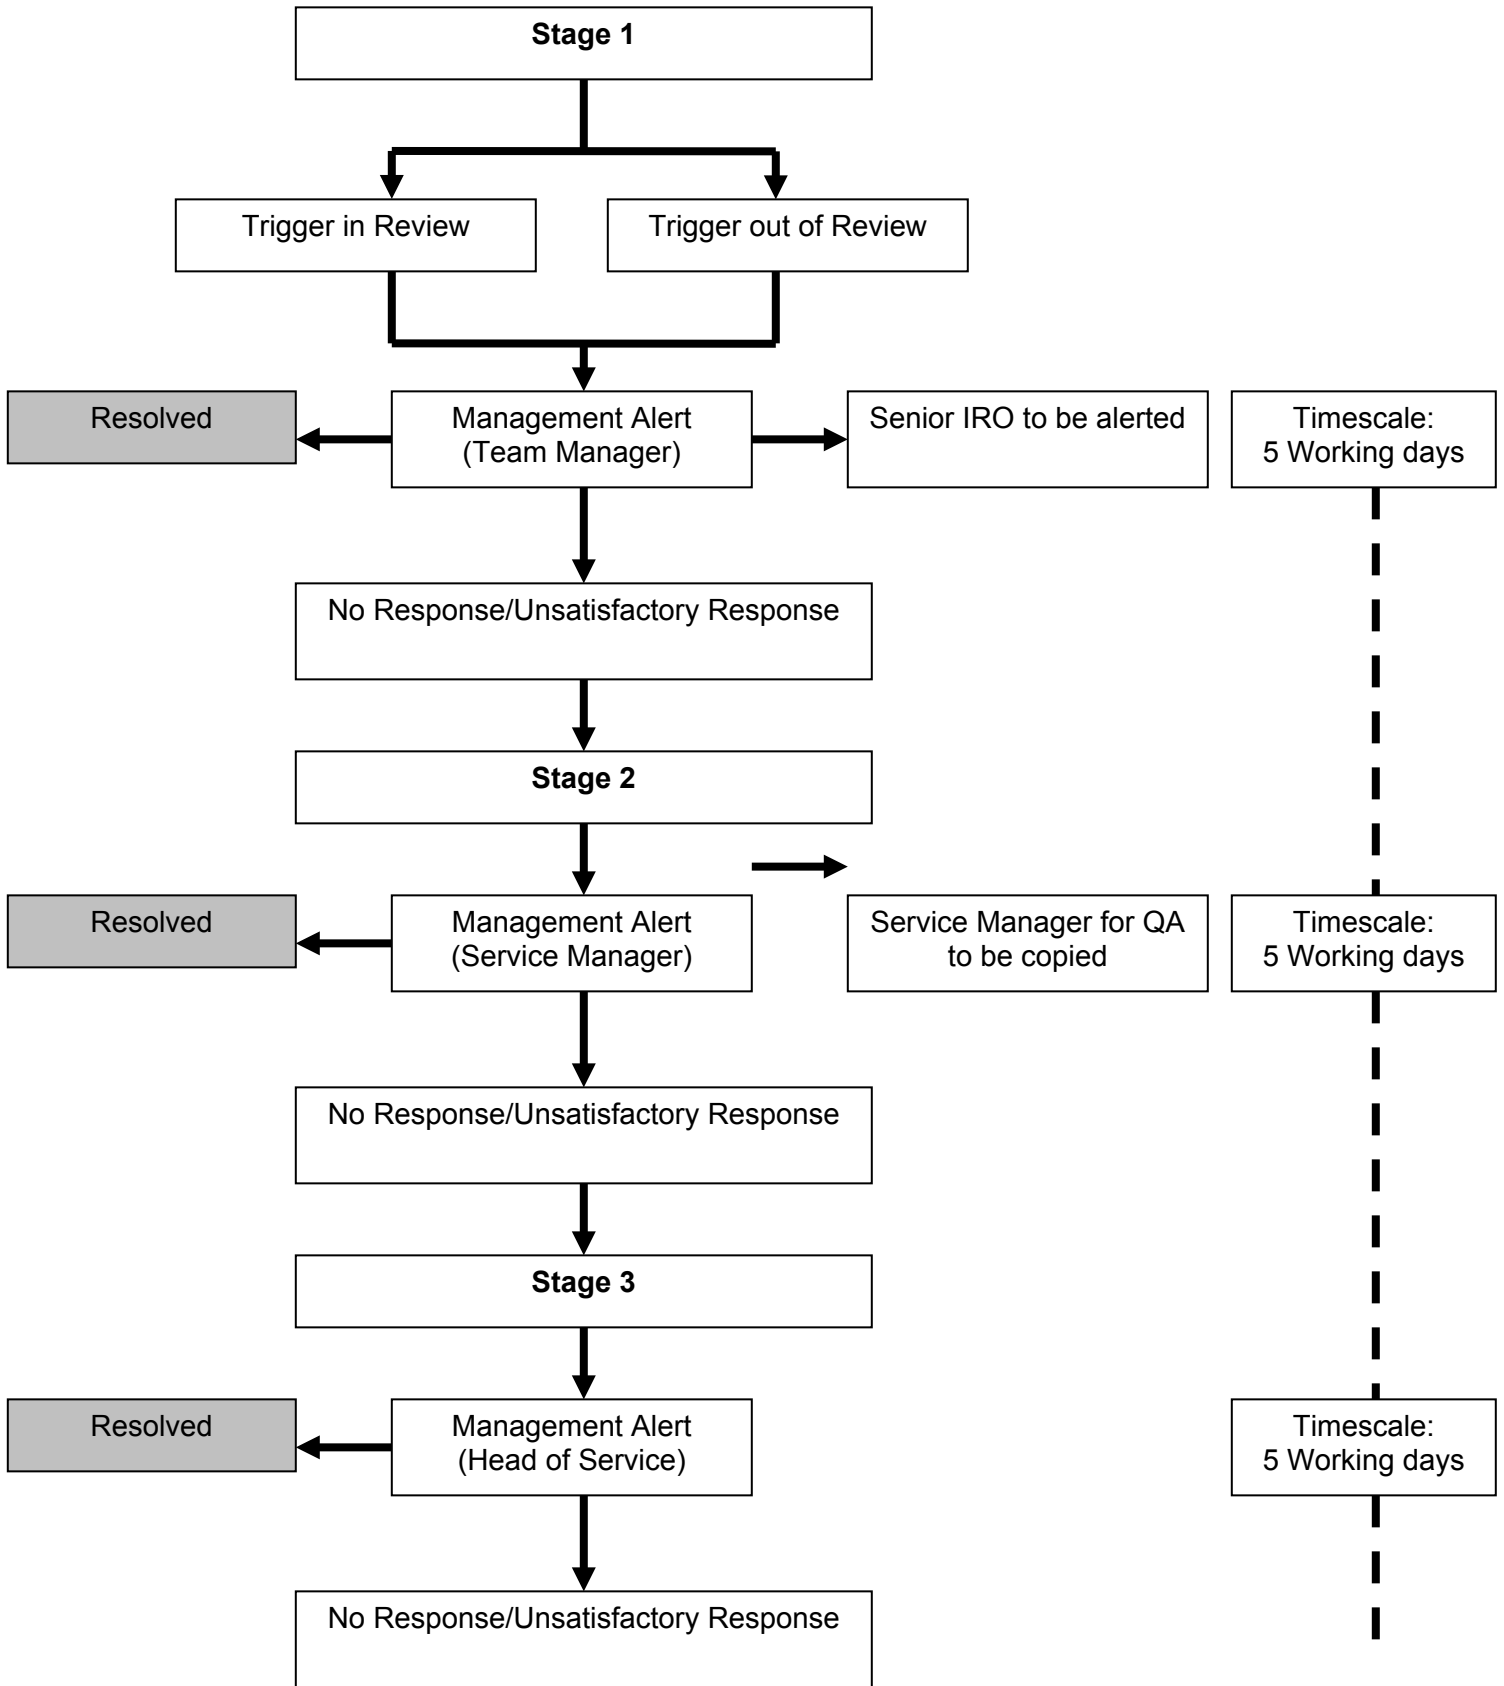 Stage 1
Trigger in Review
Trigger out of Review
Resolved
Management Alert
(Team Manager)
Senior IRO to be alerted
Timescale:
5 Working days
No Response/Unsatisfactory Response
Stage 2
Resolved
Management Alert
(Service Manager)
Service Manager for QA
to be copied
Timescale:
5 Working days
No Response/Unsatisfactory Response
Stage 3
Resolved
Management Alert
(Head of Service)
Timescale:
5 Working days
No Response/Unsatisfactory Response